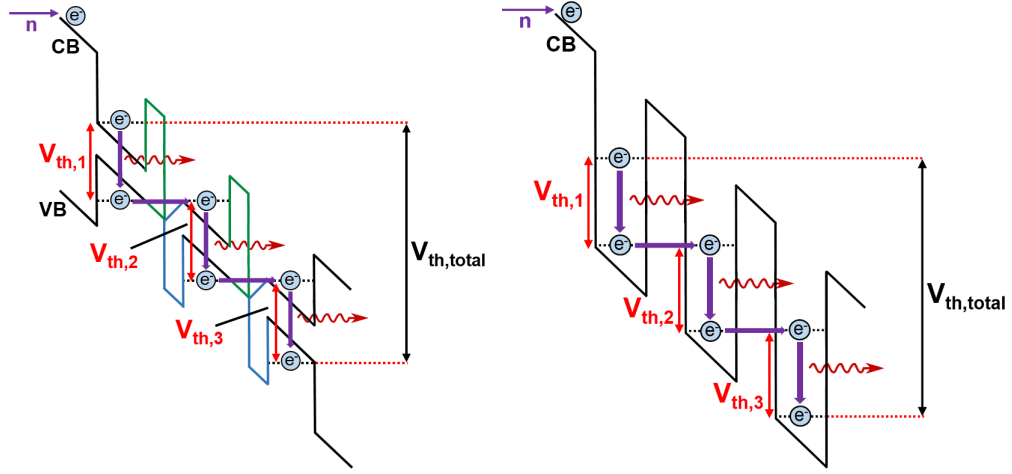 e-
n
CB
e-
V_th,1
e-
e-
VB
V_th,2
V_th,total
e-
e-
V_th,3
e-
e-
n
CB
e-
V_th,1
e-
e-
V_th,2
V_th,total
e-
e-
V_th,3
e-